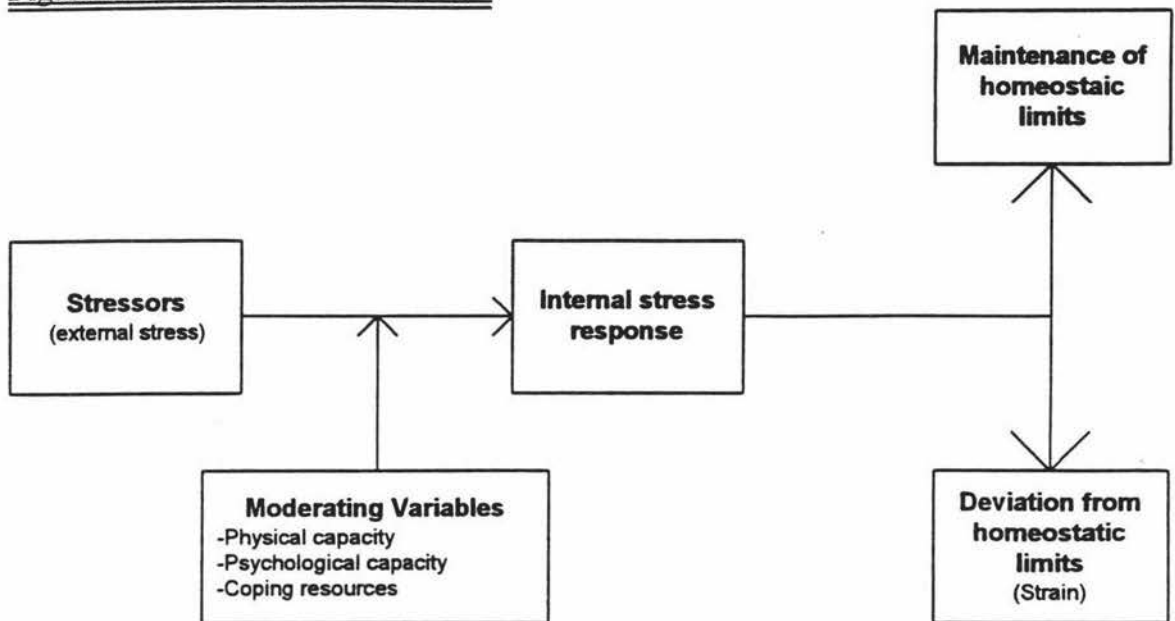 Maintenance of
homeostaic
limits
Stressors
(external stress)
Internal stress
response
Moderating Variables
-Physical capacity
-Psychological capacity
-Coping resources
Deviation from
homeostatic
limits
(Strain)